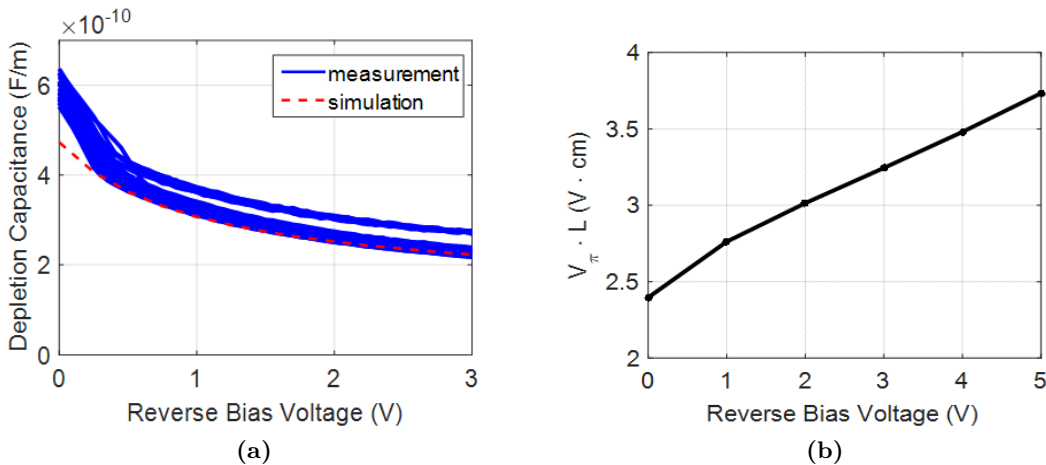 ×10⁻¹⁰
Depletion Capacitance (F/m)
6
4
2
0
measurement
simulation
0 1 2 3
Reverse Bias Voltage (V)
(a)
V_π · L (V · cm)
4
3.5
3
2.5
2
0 1 2 3 4 5
Reverse Bias Voltage (V)
(b)